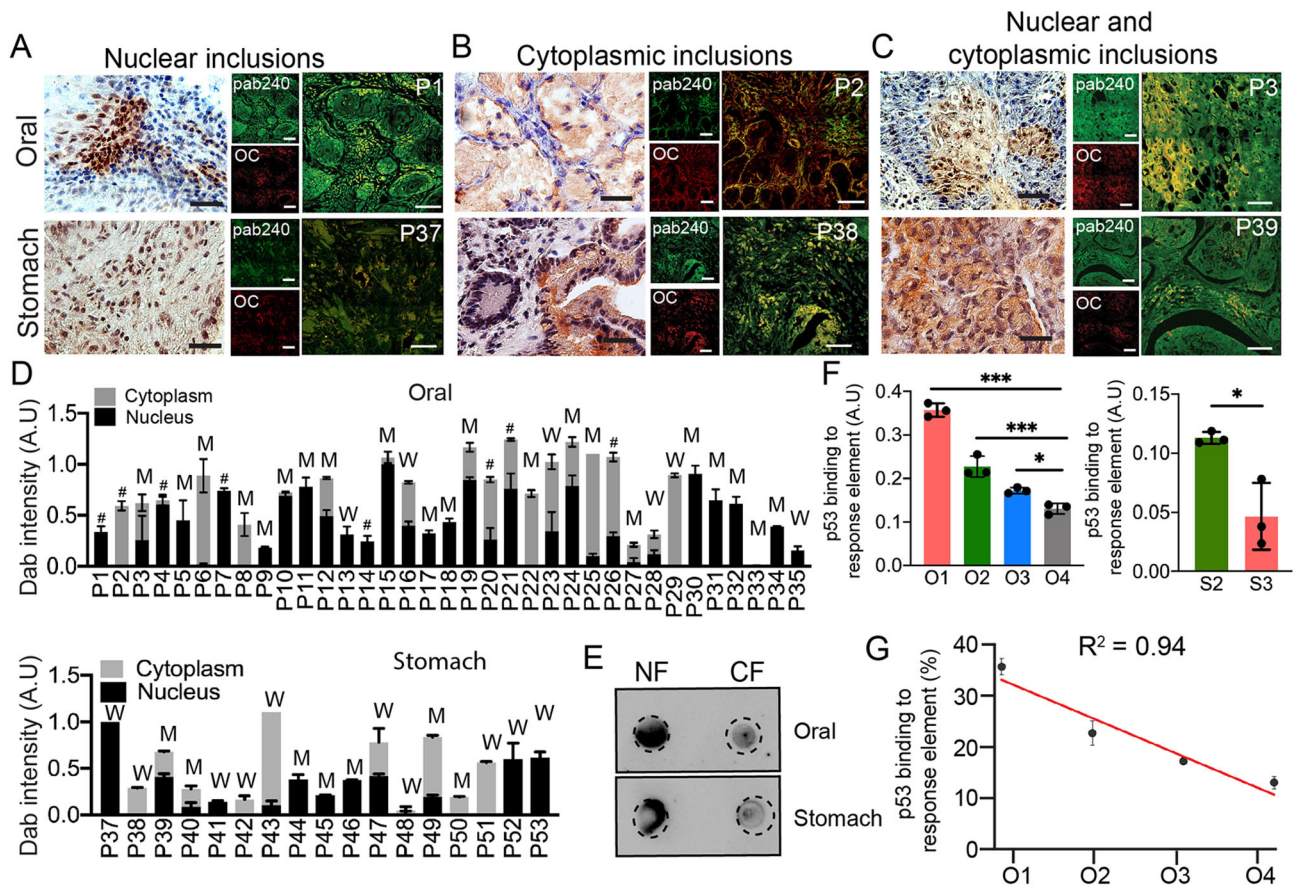 A
Nuclear inclusions
B
Cytoplasmic inclusions
C
Nuclear and
cytoplasmic inclusions
Oral
pab240
OC
P1
pab240
OC
P2
pab240
OC
P3
Stomach
pab240
OC
P37
pab240
OC
P38
pab240
OC
P39
D
Cytoplasm
Nucleus
Oral
Dab intensity (A.U)
1.5
1.0
0.5
0.0
# # M # M M # M M M M M W # M W M M M # # M W M M # M W W M M M M M W
P1 P2 P3 P4 P5 P6 P7 P8 P9 P10 P11 P12 P13 P14 P15 P16 P17 P18 P19 P20 P21 P22 P23 P24 P25 P26 P27 P28 P29 P30 P31 P32 P33 P34 P35
Cytoplasm
Nucleus
Stomach
Dab intensity (A.U)
1.5
1.0
0.5
0.0
W W M M W W W M M M W W M M W W W
P37 P38 P39 P40 P41 P42 P43 P44 P45 P46 P47 P48 P49 P50 P51 P52 P53
E
NF CF
Oral
Stomach
F
p53 binding to
response element (A.U)
0.4
0.3
0.2
0.1
0.0
***
***
*
O1 O2 O3 O4
p53 binding to
response element (A.U)
0.15
0.10
0.05
0.00
*
S2 S3
G
R² = 0.94
p53 binding to
response element (%)
40
30
20
10
0
O1 O2 O3 O4